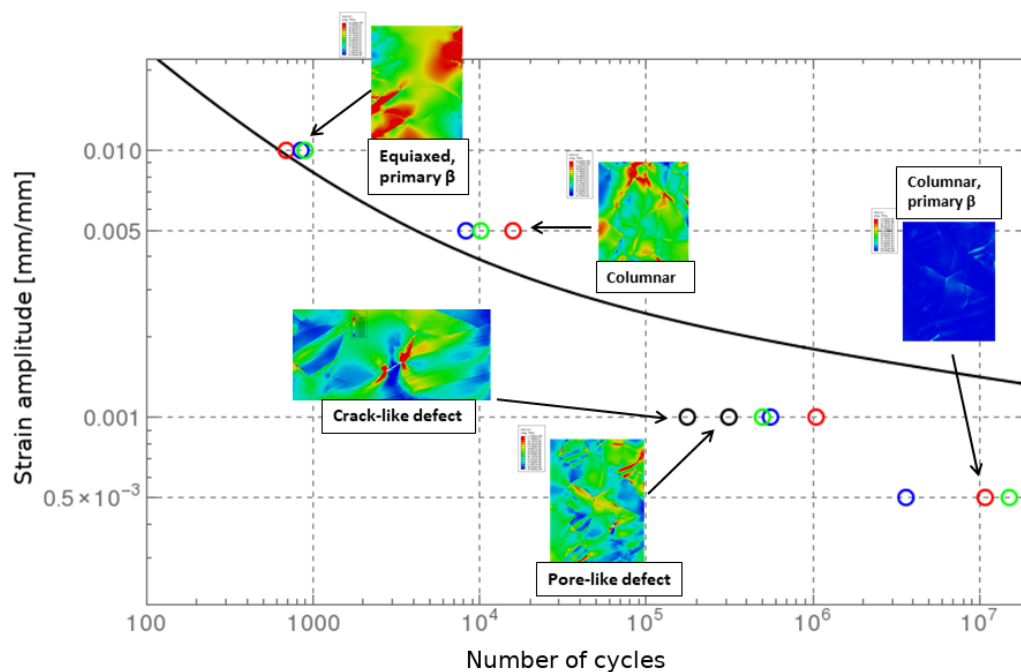 Equiaxed,
primary β
Columnar
Columnar,
primary β
Crack-like defect
Pore-like defect
Strain amplitude [mm/mm]
0.010
0.005
0.001
0.5 × 10⁻³
100
1000
10⁴
10⁵
10⁶
10⁷
Number of cycles